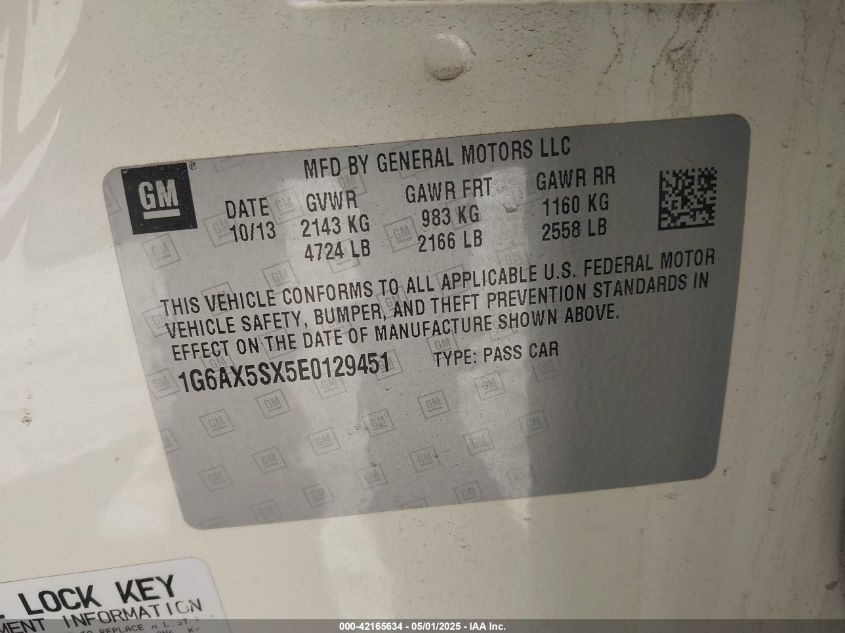 GM
MFD BY GENERAL MOTORS LLC
DATE GVWR GAWR FRT GAWR RR
10/13 2143 KG 983 KG 1160 KG
4724 LB 2166 LB 2558 LB
THIS VEHICLE CONFORMS TO ALL APPLICABLE U.S. FEDERAL MOTOR
VEHICLE SAFETY, BUMPER, AND THEFT PREVENTION STANDARDS IN
EFFECT ON THE DATE OF MANUFACTURE SHOWN ABOVE.
1G6AX5SX5E0129451 TYPE: PASS CAR
LOCK KEY
INFORMATION
TO REPLACE
000-42165634 - 05/01/2025 - IAA Inc.